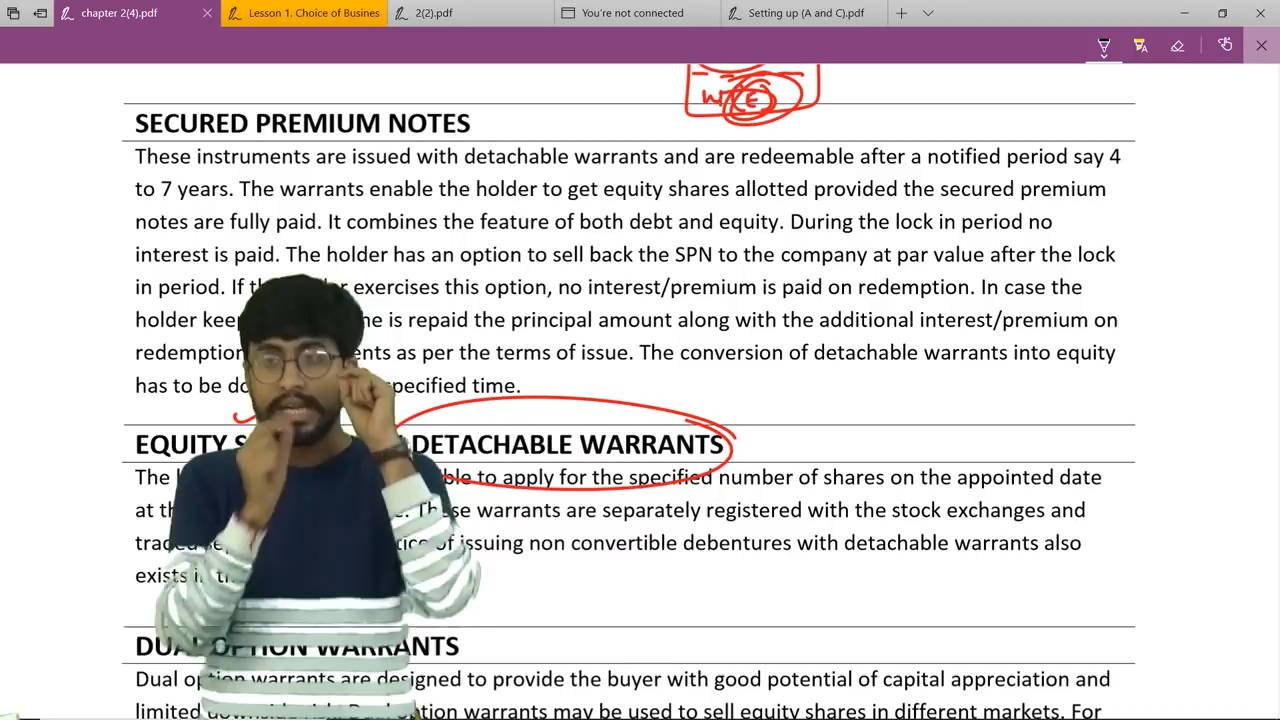 chapter 2(4).pdf
Lesson 1. Choice of Busines
2(2).pdf
You're not connected
Setting up (A and C).pdf
W (E)
SECURED PREMIUM NOTES
These instruments are issued with detachable warrants and are redeemable after a notified period say 4
to 7 years. The warrants enable the holder to get equity shares allotted provided the secured premium
notes are fully paid. It combines the feature of both debt and equity. During the lock in period no
interest is paid. The holder has an option to sell back the SPN to the company at par value after the lock
in period. If exercises this option, no interest/premium is paid on redemption. In case the
holder is repaid the principal amount along with the additional interest/premium on
redemption as per the terms of issue. The conversion of detachable warrants into equity
has to be specified time.
EQUITY DETACHABLE WARRANTS
The to apply for the specified number of shares on the appointed date
at warrants are separately registered with the stock exchanges and
of issuing non convertible debentures with detachable warrants also
exists
DUAL OPTION WARRANTS
Dual option warrants are designed to provide the buyer with good potential of capital appreciation and
limited option warrants may be used to sell equity shares in different markets. For